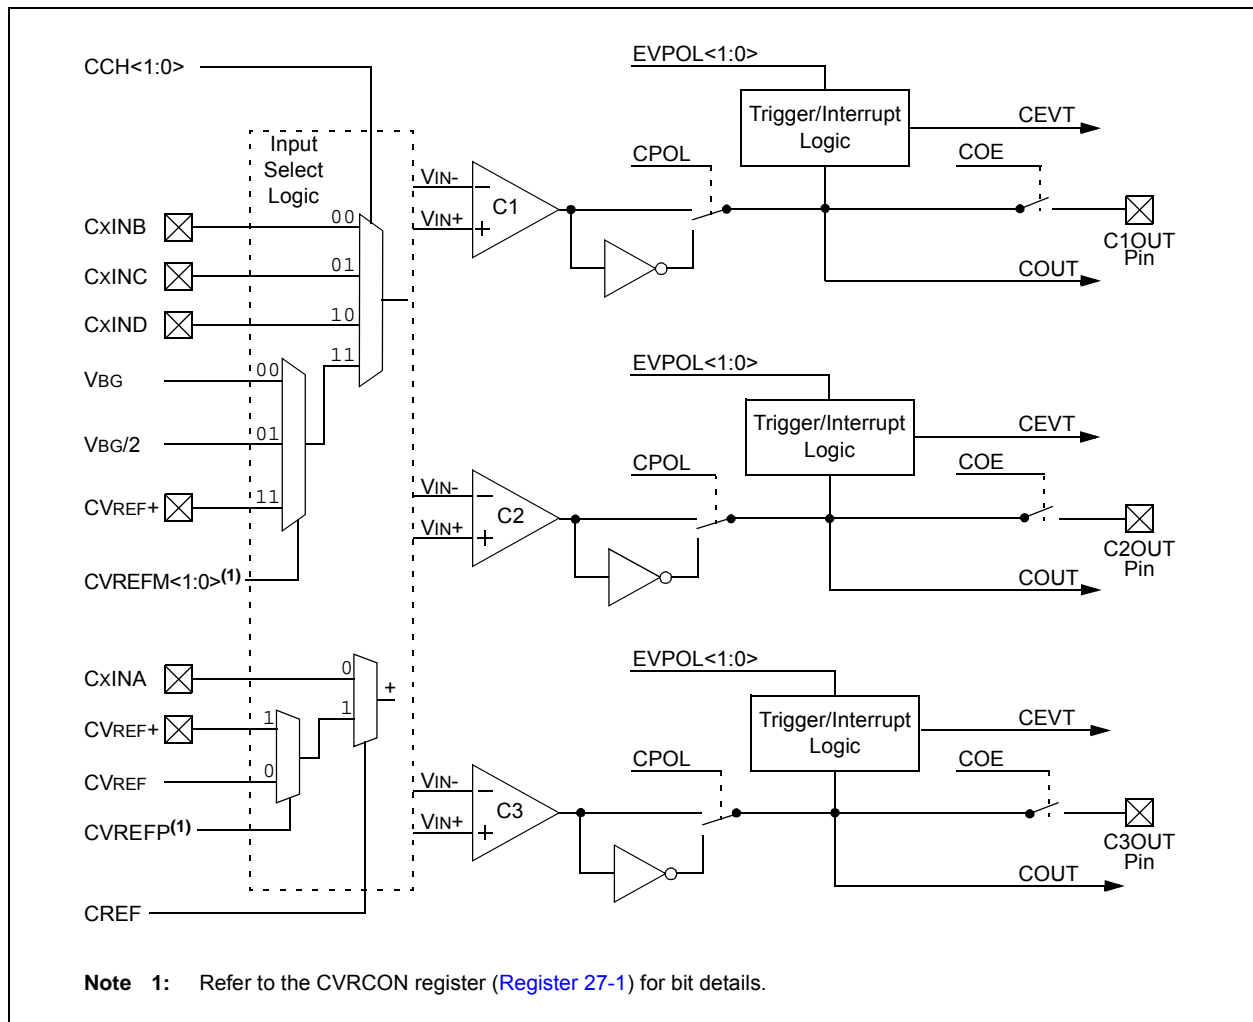 CCH<1:0>
Input
Select
Logic
CxINB
00
CxINC
01
CxIND
10
11
VBG
00
VBG/2
01
CVREF+
11
CVREFM<1:0>(1)
CxINA
0
+
1
CVREF+
1
CVREF
0
CVREFP(1)
CREF
EVPOL<1:0>
Trigger/Interrupt
Logic
CEVT
CPOL
COE
VIN-
−
C1
VIN+
+
C1OUT
Pin
COUT
EVPOL<1:0>
Trigger/Interrupt
Logic
CEVT
CPOL
COE
VIN-
−
C2
VIN+
+
C2OUT
Pin
COUT
EVPOL<1:0>
Trigger/Interrupt
Logic
CEVT
CPOL
COE
VIN-
−
C3
VIN+
+
C3OUT
Pin
COUT
Note 1: Refer to the CVRCON register (Register 27-1) for bit details.